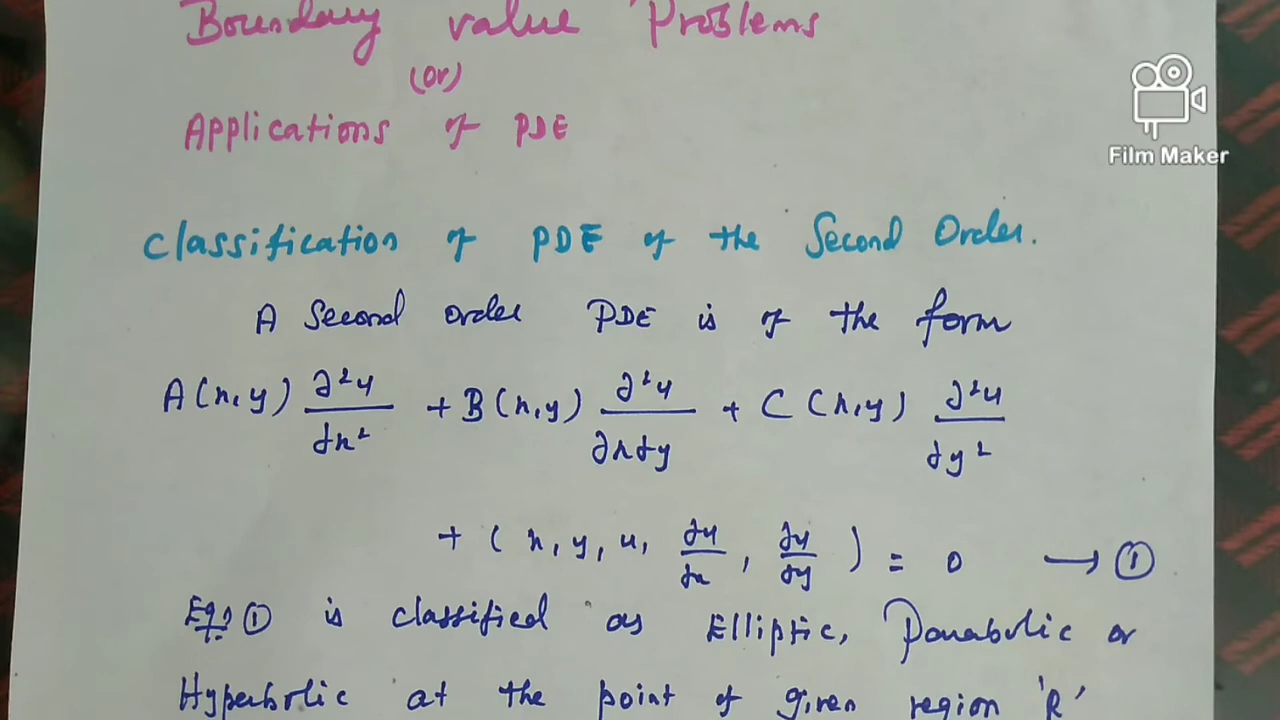 Boundary value Problems
(or)
Applications of PDE
Film Maker
Classification of PDE of the Second Order.
A Second order PDE is of the form
A(x,y) ∂²u/∂x² + B(x,y) ∂²u/∂x∂y + C(x,y) ∂²u/∂y²
+ (x, y, u, ∂u/∂x, ∂u/∂y) = 0 → ①
Eqn ① is classified as Elliptic, Parabolic or
Hyperbolic at the point of given region 'R'